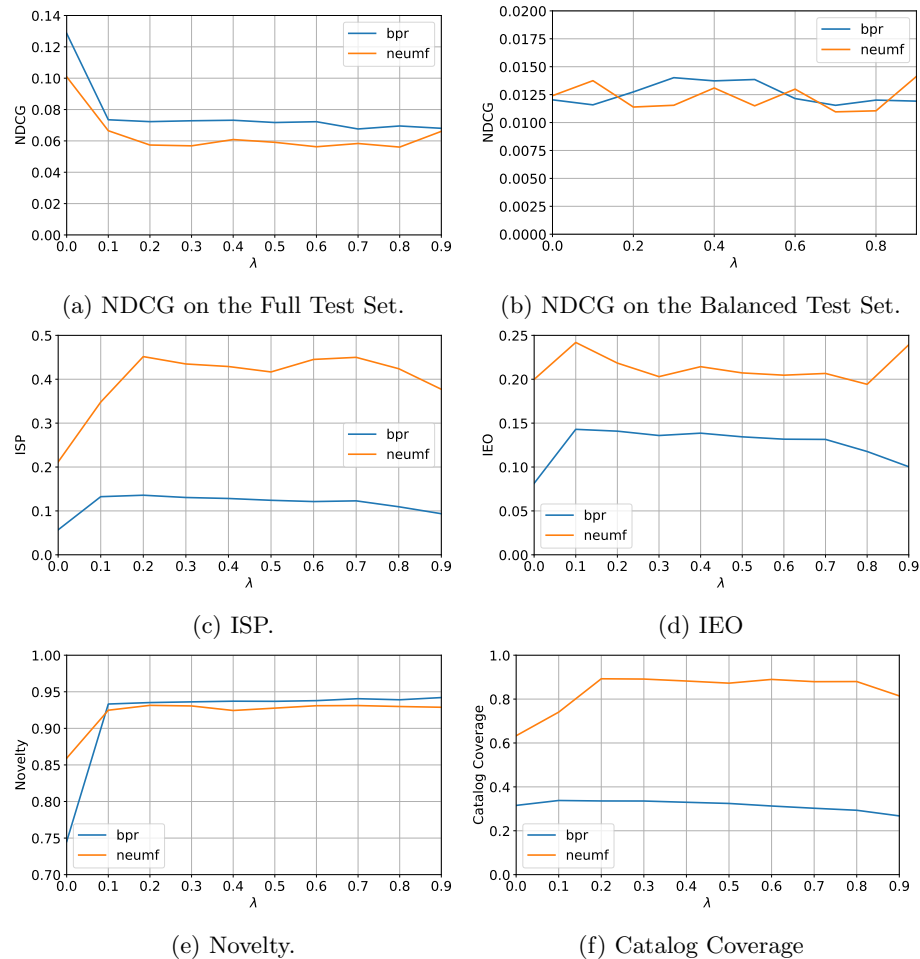 0.14
0.12
0.10
0.08
0.06
0.04
0.02
0.00
NDCG
0.0 0.1 0.2 0.3 0.4 0.5 0.6 0.7 0.8 0.9
λ
bpr
neumf
(a) NDCG on the Full Test Set.
0.0200
0.0175
0.0150
0.0125
0.0100
0.0075
0.0050
0.0025
0.0000
NDCG
0.0 0.2 0.4 0.6 0.8
λ
bpr
neumf
(b) NDCG on the Balanced Test Set.
0.5
0.4
0.3
0.2
0.1
0.0
ISP
0.0 0.1 0.2 0.3 0.4 0.5 0.6 0.7 0.8 0.9
λ
bpr
neumf
(c) ISP.
0.25
0.20
0.15
0.10
0.05
0.00
IEO
0.0 0.1 0.2 0.3 0.4 0.5 0.6 0.7 0.8 0.9
λ
bpr
neumf
(d) IEO
1.00
0.95
0.90
0.85
0.80
0.75
0.70
Novelty
0.0 0.1 0.2 0.3 0.4 0.5 0.6 0.7 0.8 0.9
λ
bpr
neumf
(e) Novelty.
1.0
0.8
0.6
0.4
0.2
0.0
Catalog Coverage
0.0 0.1 0.2 0.3 0.4 0.5 0.6 0.7 0.8 0.9
λ
bpr
neumf
(f) Catalog Coverage